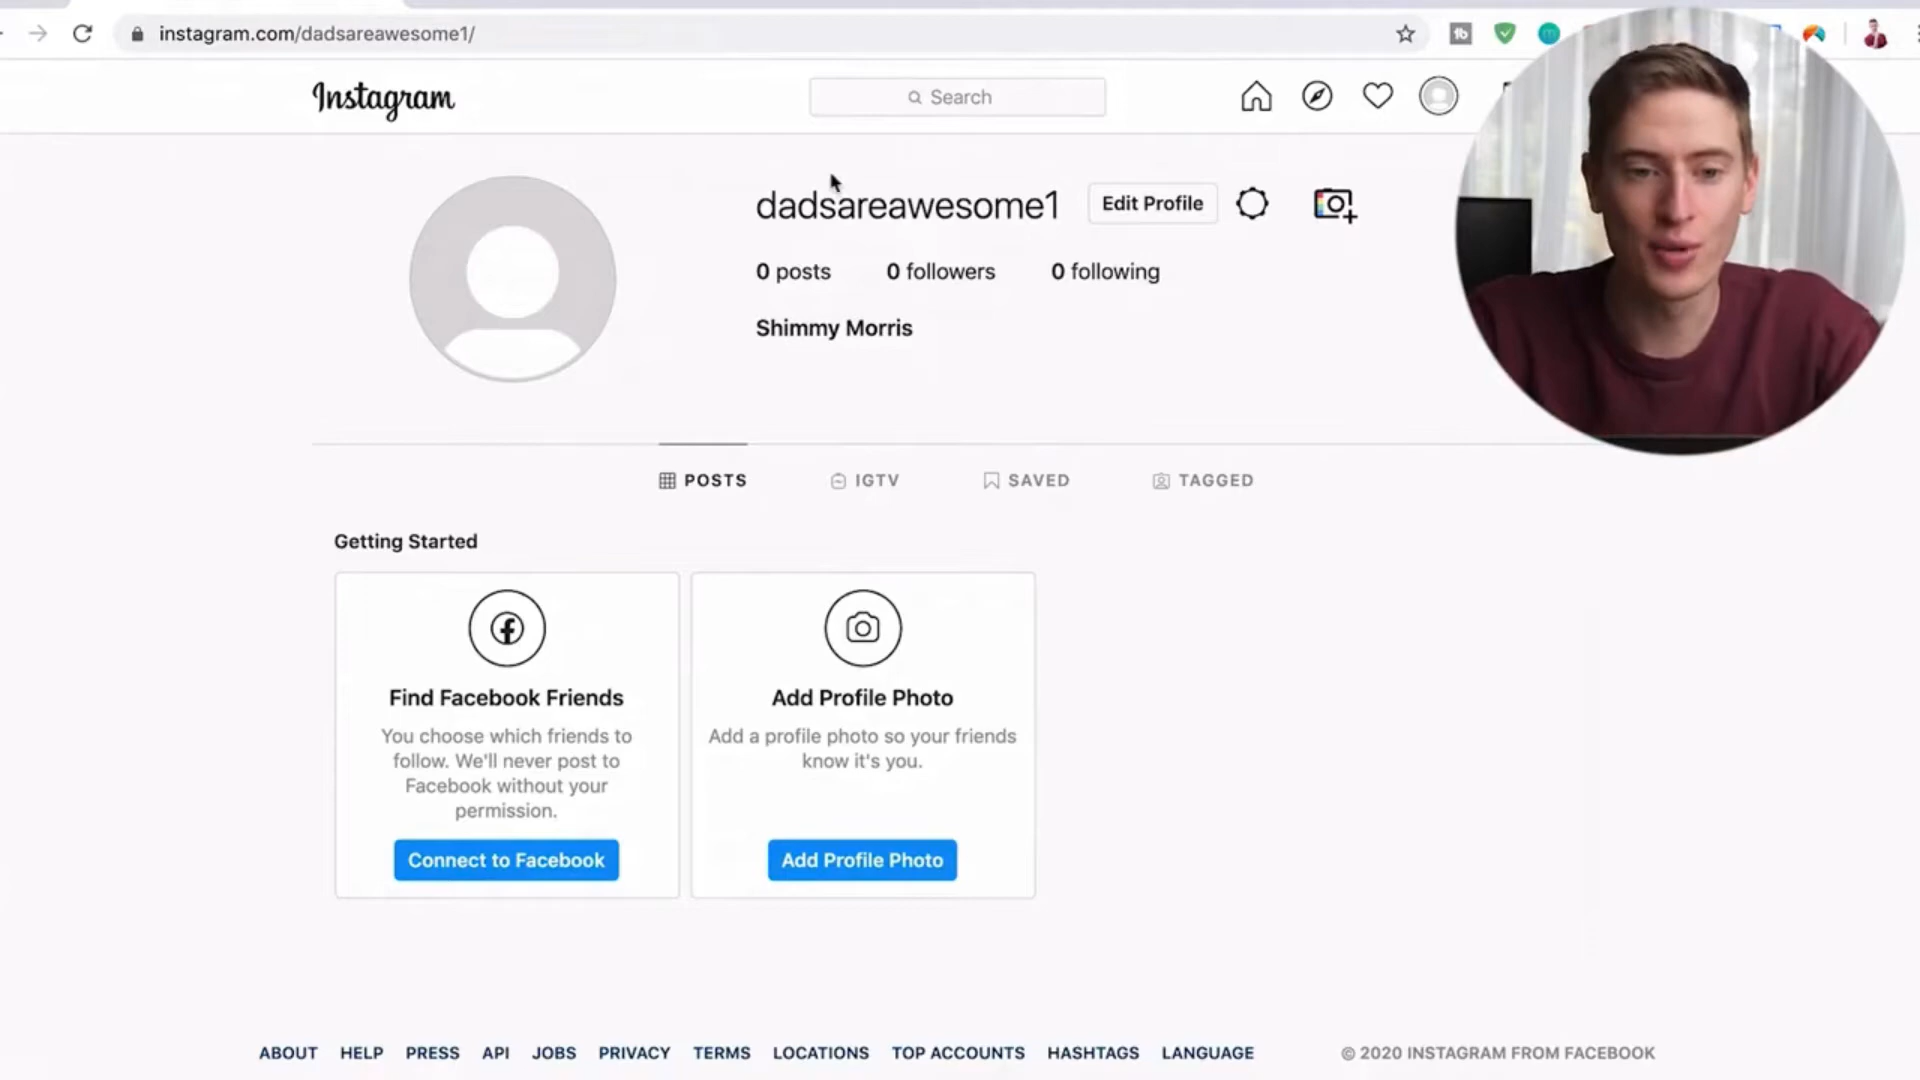 instagram.com/dadsareawesome1/
Instagram
Search
dadsareawesome1 Edit Profile
0 posts 0 followers 0 following
Shimmy Morris
POSTS IGTV SAVED TAGGED
Getting Started
Find Facebook Friends
You choose which friends to
follow. We'll never post to
Facebook without your
permission.
Connect to Facebook
Add Profile Photo
Add a profile photo so your friends
know it's you.
Add Profile Photo
ABOUT HELP PRESS API JOBS PRIVACY TERMS LOCATIONS TOP ACCOUNTS HASHTAGS LANGUAGE © 2020 INSTAGRAM FROM FACEBOOK